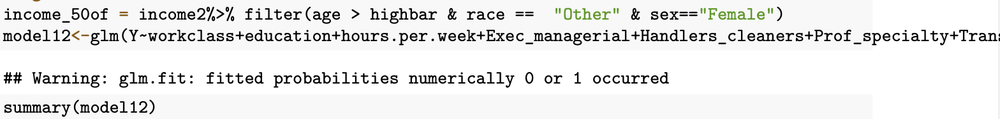 income_50of = income2%>% filter(age > highbar & race ==  "Other" & sex=="Female")
model12<-glm(Y~workclass+education+hours.per.week+Exec_managerial+Handlers_cleaners+Prof_specialty+Trans
## Warning: glm.fit: fitted probabilities numerically 0 or 1 occurred
summary(model12)